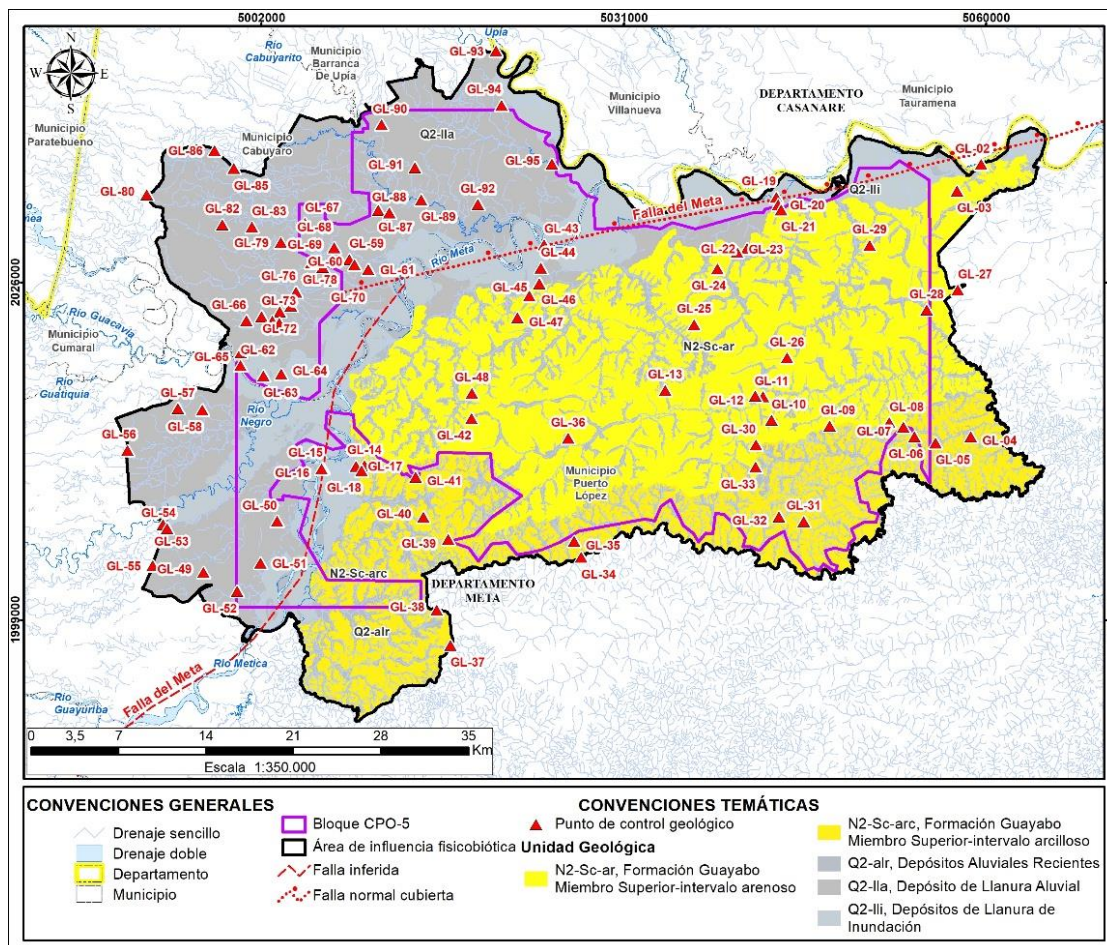 5002000
5031000
5060000
N
W
E
S
Río
Cabuyarito
Municipio
Barranca
De Upía
Upía
GL-93
GL-94
Municipio
Villanueva
DEPARTAMENTO
CASANARE
Municipio
Tauramena
Municipio
Paratebueno
Municipio
Cabuyaro
GL-90
Q2-lla
GL-86
GL-85
GL-91
GL-95
GL-02
GL-80
GL-82
GL-83
GL-67
GL-68
GL-88
GL-92
GL-89
GL-87
GL-19
Q2-lli
GL-20
GL-21
GL-03
GL-79
GL-69
GL-59
GL-60
GL-43
Falla del Meta
GL-22
GL-23
GL-29
GL-76
GL-78
GL-61
Río Meta
GL-44
GL-24
GL-27
GL-28
GL-70
GL-73
GL-66
GL-72
GL-45
GL-46
GL-47
GL-25
N2-Sc-ar
2026000
2026000
Río Guacavía
Municipio
Cumaral
GL-65
GL-62
GL-64
GL-63
GL-26
Río
Guatiquia
GL-57
GL-58
Río
Negro
GL-48
GL-13
GL-11
GL-12
GL-10
GL-09
GL-08
GL-56
GL-42
GL-36
GL-30
GL-07
GL-06
GL-05
GL-04
GL-15
GL-14
GL-16
GL-17
GL-18
GL-41
Municipio
Puerto
López
GL-33
GL-50
GL-40
GL-32
GL-31
GL-54
GL-53
GL-39
GL-35
GL-34
GL-55
GL-49
GL-51
GL-52
N2-Sc-arc
DEPARTAMENTO
META
GL-38
Q2-alr
GL-37
1999000
1999000
Río Metica
Falla del Meta
Río
Guayuriba
0 3,5 7 14 21 28 35
Km
Escala 1:350.000
CONVENCIONES GENERALES
Drenaje sencillo
Drenaje doble
Departamento
Municipio
Bloque CPO-5
Área de influencia fisicobiótica
Falla inferida
Falla normal cubierta
CONVENCIONES TEMÁTICAS
Punto de control geológico
Unidad Geológica
N2-Sc-ar, Formación Guayabo
Miembro Superior-intervalo arenoso
N2-Sc-arc, Formación Guayabo
Miembro Superior-intervalo arcilloso
Q2-alr, Depósitos Aluviales Recientes
Q2-lla, Depósito de Llanura Aluvial
Q2-lli, Depósitos de Llanura de
Inundación